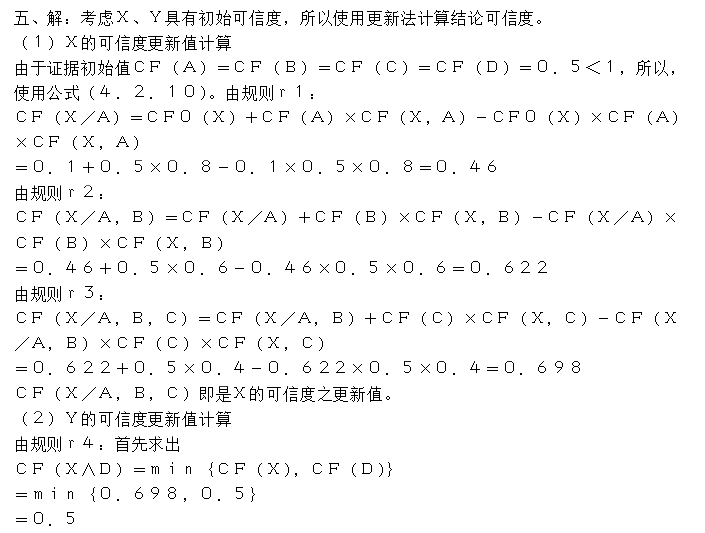 五、解：考虑Ｘ、Ｙ具有初始可信度，所以使用更新法计算结论可信度。
（１）Ｘ的可信度更新值计算
由于证据初始值ＣＦ（Ａ）＝ＣＦ（Ｂ）＝ＣＦ（Ｃ）＝ＣＦ（Ｄ）＝０．５＜１，所以，
使用公式（４．２．１０）。由规则ｒ１：
ＣＦ（Ｘ／Ａ）＝ＣＦ０（Ｘ）＋ＣＦ（Ａ）×ＣＦ（Ｘ，Ａ）－ＣＦ０（Ｘ）×ＣＦ（Ａ）
×ＣＦ（Ｘ，Ａ）
＝０．１＋０．５×０．８－０．１×０．５×０．８＝０．４６
由规则ｒ２：
ＣＦ（Ｘ／Ａ，Ｂ）＝ＣＦ（Ｘ／Ａ）＋ＣＦ（Ｂ）×ＣＦ（Ｘ，Ｂ）－ＣＦ（Ｘ／Ａ）×
ＣＦ（Ｂ）×ＣＦ（Ｘ，Ｂ）
＝０．４６＋０．５×０．６－０．４６×０．５×０．６＝０．６２２
由规则ｒ３：
ＣＦ（Ｘ／Ａ，Ｂ，Ｃ）＝ＣＦ（Ｘ／Ａ，Ｂ）＋ＣＦ（Ｃ）×ＣＦ（Ｘ，Ｃ）－ＣＦ（Ｘ
／Ａ，Ｂ）×ＣＦ（Ｃ）×ＣＦ（Ｘ，Ｃ）
＝０．６２２＋０．５×０．４－０．６２２×０．５×０．４＝０．６９８
ＣＦ（Ｘ／Ａ，Ｂ，Ｃ）即是Ｘ的可信度之更新值。
（２）Ｙ的可信度更新值计算
由规则ｒ４：首先求出
ＣＦ（Ｘ∧Ｄ）＝ｍｉｎ｛ＣＦ（Ｘ），ＣＦ（Ｄ）｝
＝ｍｉｎ｛０．６９８，０．５｝
＝０．５